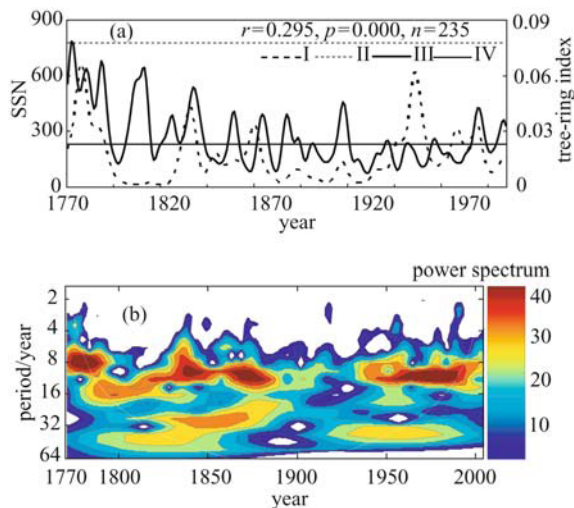 (a)
r=0.295, p=0.000, n=235
I II III IV
900
600
300
0
SSN
0.09
0.06
0.03
0
tree-ring index
1770 1820 1870 1920 1970
year
power spectrum
(b)
2
4
8
16
32
64
period/year
40
30
20
10
1770 1800 1850 1900 1950 2000
year